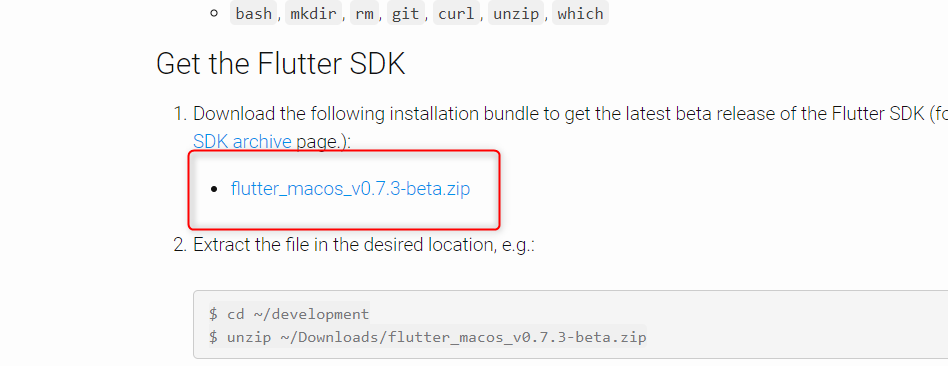 bash, mkdir, rm, git, curl, unzip, which
Get the Flutter SDK
1. Download the following installation bundle to get the latest beta release of the Flutter SDK
SDK archive page.):
flutter_macos_v0.7.3-beta.zip
2. Extract the file in the desired location, e.g.:
$ cd ~/development
$ unzip ~/Downloads/flutter_macos_v0.7.3-beta.zip